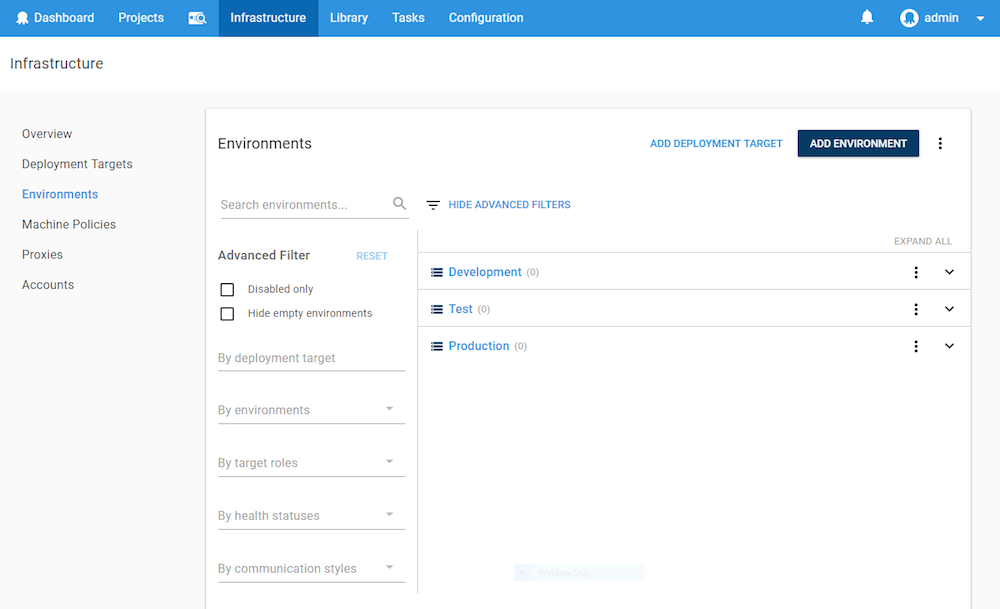 Dashboard Projects Infrastructure Library Tasks Configuration admin
Infrastructure
Overview
Deployment Targets
Environments
Machine Policies
Proxies
Accounts
Environments ADD DEPLOYMENT TARGET ADD ENVIRONMENT
Search environments... HIDE ADVANCED FILTERS
Advanced Filter RESET
Disabled only
Hide empty environments
By deployment target
By environments
By target roles
By health statuses
By communication styles
EXPAND ALL
Development (0)
Test (0)
Production (0)
Window Snip